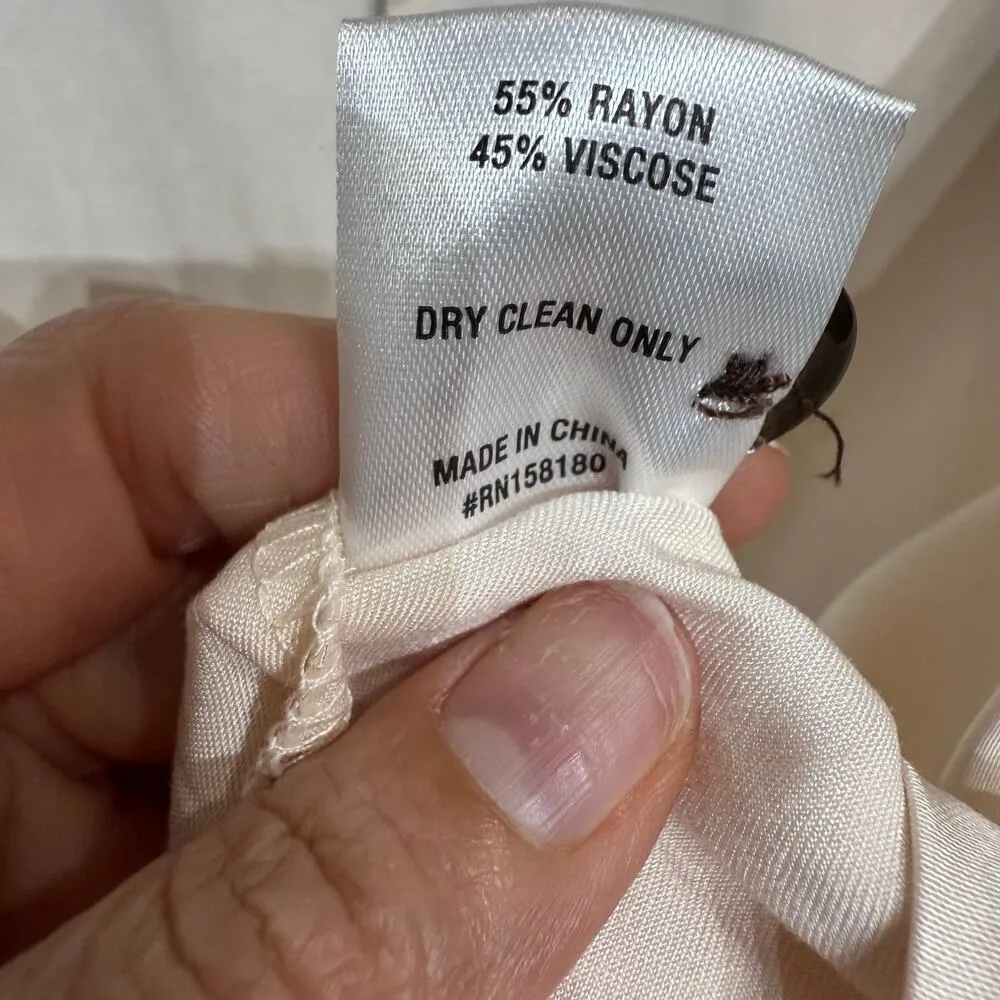 55% RAYON
45% VISCOSE
DRY CLEAN ONLY
MADE IN CHINA
#RN158180